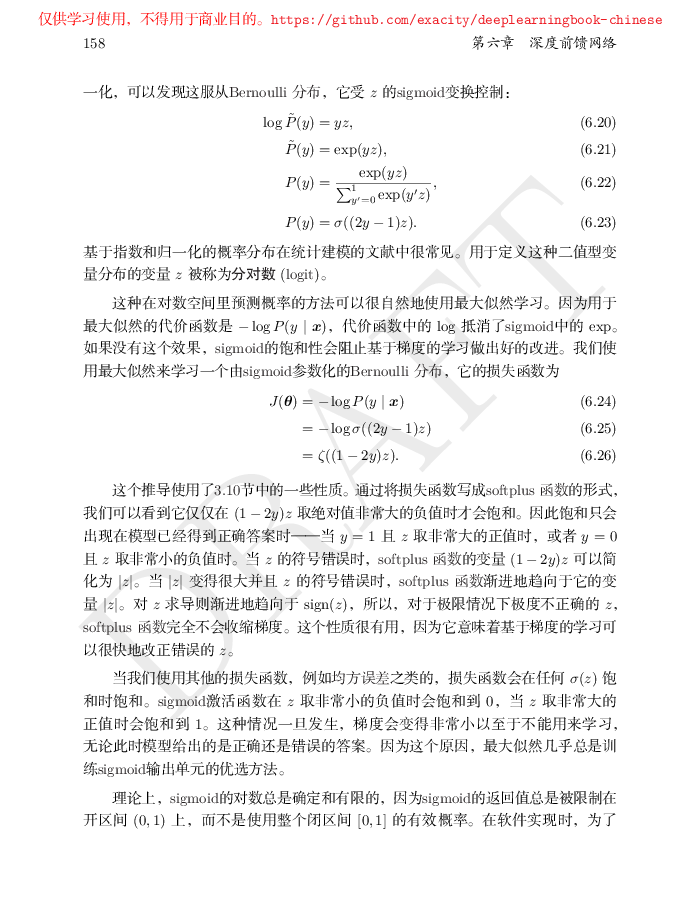 仅供学习使用，不得用于商业目的。https://github.com/exacity/deeplearningbook-chinese
158 第六章 深度前馈网络
一化，可以发现这服从Bernoulli 分布，它受 z 的sigmoid变换控制：
log P̃(y) = yz, (6.20)
P̃(y) = exp(yz), (6.21)
P(y) = exp(yz) / ∑¹y′=0 exp(y′z), (6.22)
P(y) = σ((2y − 1)z). (6.23)
基于指数和归一化的概率分布在统计建模的文献中很常见。用于定义这种二值型变
量分布的变量 z 被称为分对数 (logit)。
这种在对数空间里预测概率的方法可以很自然地使用最大似然学习。因为用于
最大似然的代价函数是 − log P(y | x)，代价函数中的 log 抵消了sigmoid中的 exp。
如果没有这个效果，sigmoid的饱和性会阻止基于梯度的学习做出好的改进。我们使
用最大似然来学习一个由sigmoid参数化的Bernoulli 分布，它的损失函数为
J(θ) = − log P(y | x) (6.24)
= − log σ((2y − 1)z) (6.25)
= ζ((1 − 2y)z). (6.26)
这个推导使用了3.10节中的一些性质。通过将损失函数写成softplus 函数的形式，
我们可以看到它仅仅在 (1 − 2y)z 取绝对值非常大的负值时才会饱和。因此饱和只会
出现在模型已经得到正确答案时——当 y = 1 且 z 取非常大的正值时，或者 y = 0
且 z 取非常小的负值时。当 z 的符号错误时，softplus 函数的变量 (1 − 2y)z 可以简
化为 |z|。当 |z| 变得很大并且 z 的符号错误时，softplus 函数渐进地趋向于它的变
量 |z|。对 z 求导则渐进地趋向于 sign(z)，所以，对于极限情况下极度不正确的 z，
softplus 函数完全不会收缩梯度。这个性质很有用，因为它意味着基于梯度的学习可
以很快地改正错误的 z。
当我们使用其他的损失函数，例如均方误差之类的，损失函数会在任何 σ(z) 饱
和时饱和。sigmoid激活函数在 z 取非常小的负值时会饱和到 0，当 z 取非常大的
正值时会饱和到 1。这种情况一旦发生，梯度会变得非常小以至于不能用来学习，
无论此时模型给出的是正确还是错误的答案。因为这个原因，最大似然几乎总是训
练sigmoid输出单元的优选方法。
理论上，sigmoid的对数总是确定和有限的，因为sigmoid的返回值总是被限制在
开区间 (0, 1) 上，而不是使用整个闭区间 [0, 1] 的有效概率。在软件实现时，为了
DRAFT